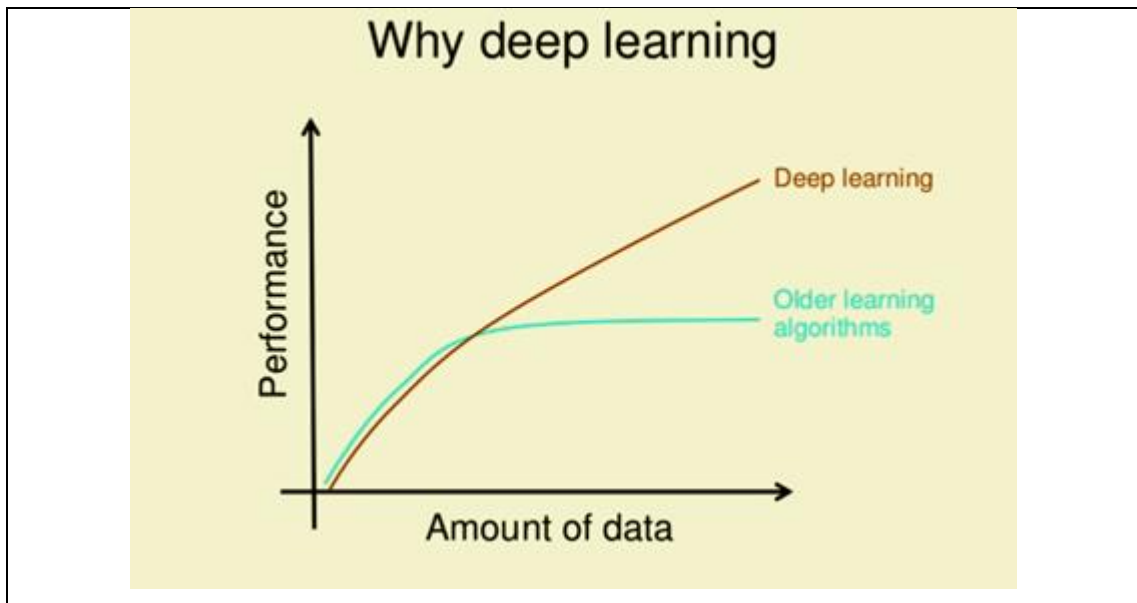 Why deep learning
Performance
Deep learning
Older learning
algorithms
Amount of data